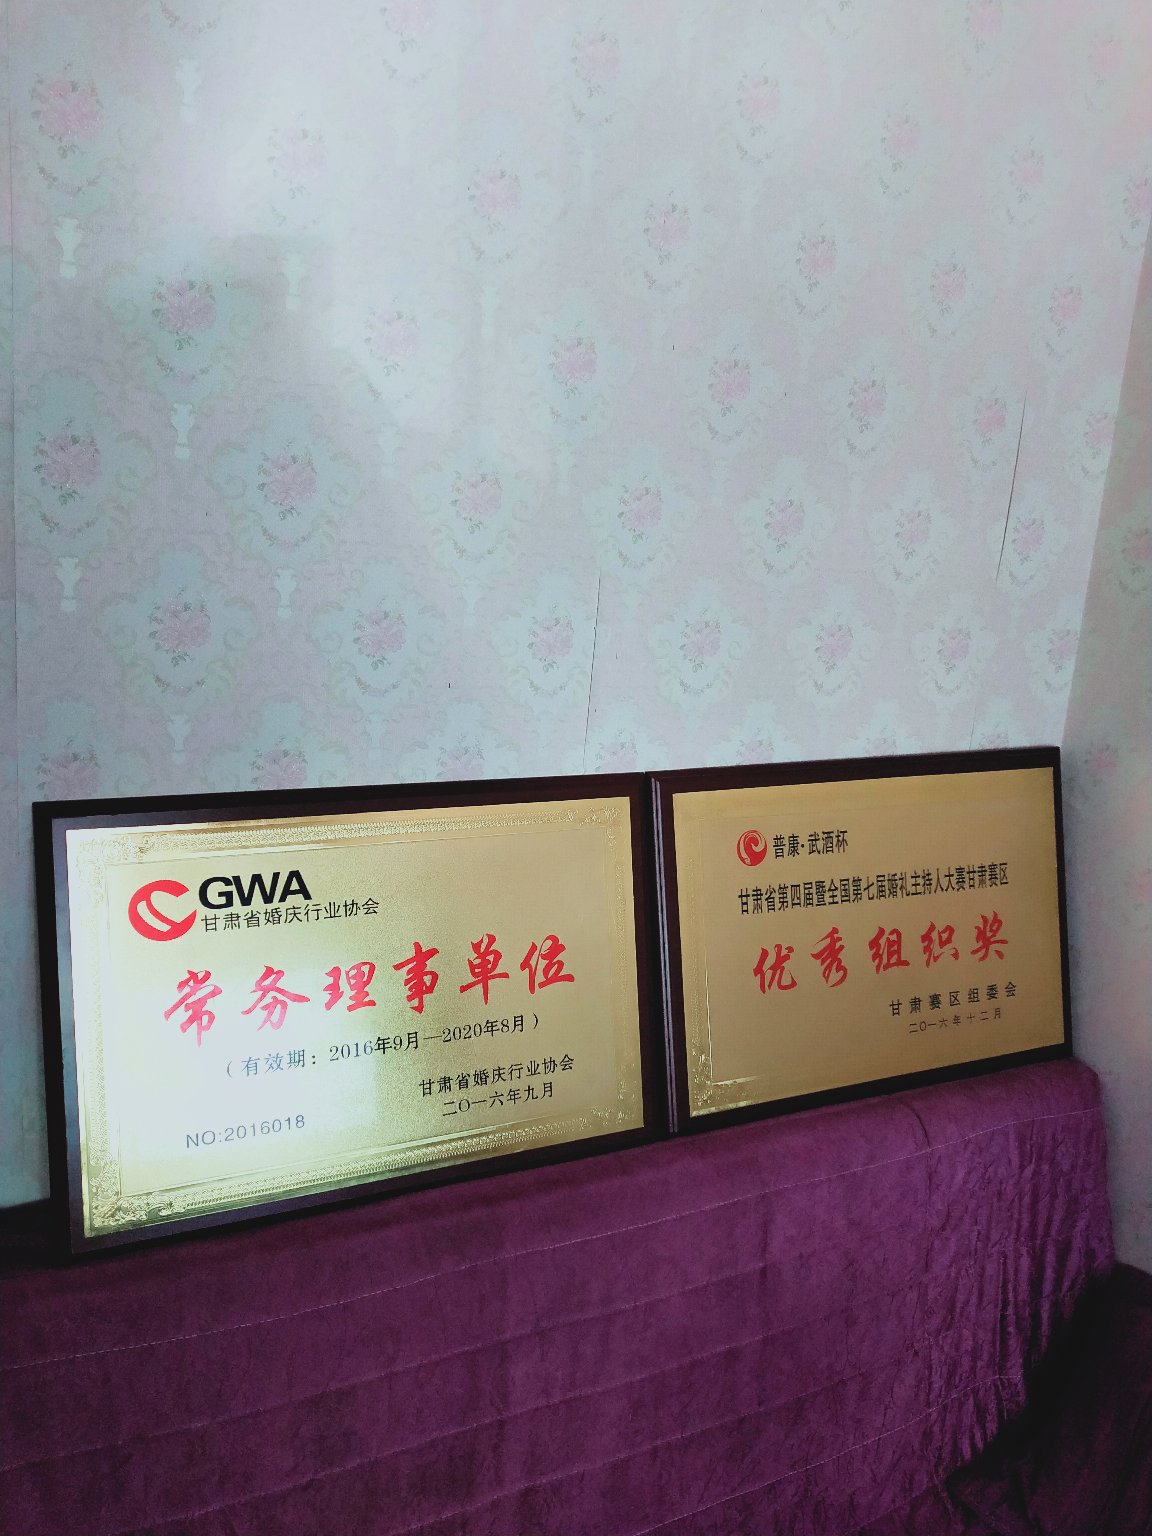 GWA
甘肃省婚庆行业协会
常务理事单位
（有效期：2016年9月—2020年8月）
甘肃省婚庆行业协会
二〇一六年九月
NO:2016018
普康·武酒杯
甘肃省第四届暨全国第七届婚礼主持人大赛甘肃赛区
优秀组织奖
甘肃赛区组委会
二〇一六年十二月